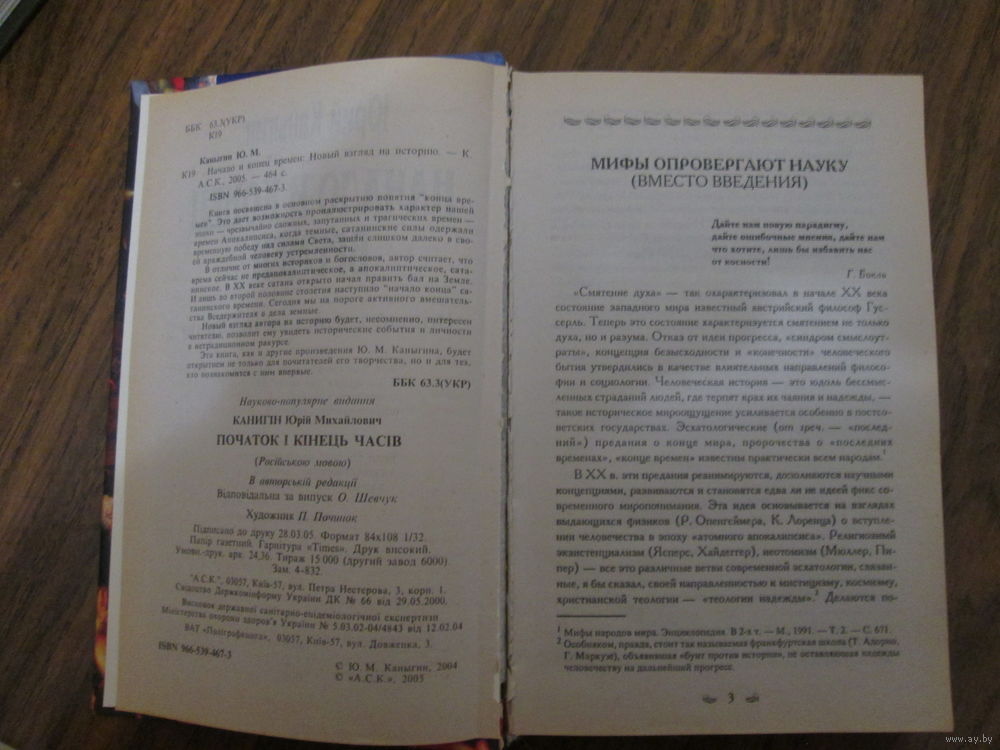 ББК 63.3(УКР)
К19
Каныгин Ю. М.
К19 Начало и конец времен: Новый взгляд на историю. — К.
А.С.К., 2005. — 464 с.
ISBN 966-539-467-3.
Книга посвящена в основном раскрытию понятия "конца вре-
мен". Это дает возможность проиллюстрировать характер нашей
эпохи — чрезвычайно сложных, запутанных и трагических времен —
времен Апокалипсиса, когда темные, сатанинские силы одержали
временную победу над силами Света, зашли слишком далеко в сво-
ей враждебной человеку устремленности.
В отличие от многих историков и богословов, автор считает, что
время сейчас не предапокалиптическое, а апокалиптическое, сата-
нинское. В XX веке сатана открыто начал править бал на Земле.
И лишь во второй половине столетия наступило "начало конца" са-
танинского времени. Сегодня мы на пороге активного вмешатель-
ства Вседержителя в дела земные.
Новый взгляд автора на историю будет, несомненно, интересен
читателю, позволит ему увидеть исторические события и личности
в нетрадиционном ракурсе.
Эта книга, как и другие произведения Ю. М. Каныгина, будет
открытием не только для почитателей его творчества, но и для тех,
кто познакомится с ним впервые.
ББК 63.3(УКР)
Науково-популярне видання
КАНИГІН Юрій Михайлович
ПОЧАТОК І КІНЕЦЬ ЧАСІВ
(Російською мовою)
В авторській редакції
Відповідальна за випуск О. Шевчук
Художник П. Починок
Підписано до друку 28.03.05. Формат 84х108 1/32.
Папір газетний. Гарнітура «Times». Друк високий.
Умовн.-друк. арк. 24,36. Тираж 15 000 (другий завод 6000)
Зам. 4-832.
"А.С.К.", 03057, Київ-57, вул. Петра Нестерова, 3, корп. 1.
Свідоцтво Держкомінформу України ДК № 66 від 29.05.2000.
Висновок державної санітарно-епідеміологічної експертизи
Міністерства охорони здоров'я України № 5.03.02-04/4843 від 12.02.04
ВАТ «Поліграфкнига», 03057, Київ-57, вул. Довженка, 3.
ISBN 966-539-467-3
© Ю. М. Каныгин, 2004
© «А.С.К.», 2005
МИФЫ ОПРОВЕРГАЮТ НАУКУ
(ВМЕСТО ВВЕДЕНИЯ)
Дайте нам новую парадигму,
дайте ошибочные мнения, дайте нам
что хотите, лишь бы избавить нас
от косности!
Г. Бокль
«Смятение духа» — так охарактеризовал в начале XX века
состояние западного мира известный австрийский философ Гус-
серль. Теперь это состояние характеризуется смятением не только
духа, но и разума. Отказ от идеи прогресса, «синдром смыслоут-
раты», концепция безысходности и «конечности» человеческого
бытия утвердились в качестве влиятельных направлений филосо-
фии и социологии. Человеческая история — это юдоль бессмыс-
ленных страданий людей, где терпят крах их чаяния и надежды, —
такое историческое мироощущение усиливается особенно в постсо-
ветских государствах. Эсхатологические (от греч. — «послед-
ний») предания о конце мира, пророчества о «последних
временах», «конце времен» известны практически всем народам.1
В XX в. эти предания реанимируются, дополняются научными
концепциями, развиваются и становятся едва ли не идеей фикс со-
временного миропонимания. Эта идея основывается на взглядах
выдающихся физиков (Р. Опенгеймера, К. Лоренца) о вступле-
нии человечества в эпоху «атомного апокалипсиса». Религиозный
экзистенциализм (Ясперс, Хайдеггер), неотомизм (Мюллер, Пи-
пер) — все это различные ветви современной эсхатологии, связан-
ные, я бы сказал, своей направленностью к мистицизму, космизму,
христианской теологии — «теологии надежды».2 Делаются по-
1 Мифы народов мира. Энциклопедия. В 2-х т. — М., 1991. — Т. 2. — С. 671.
2 Особняком, правда, стоит так называемая франкфуртская школа (Т. Адорно,
Г. Маркузе), объявившая «бунт против истории», не оставляющая надежды
человечеству на дальнейший прогресс.
3
www.ay.by